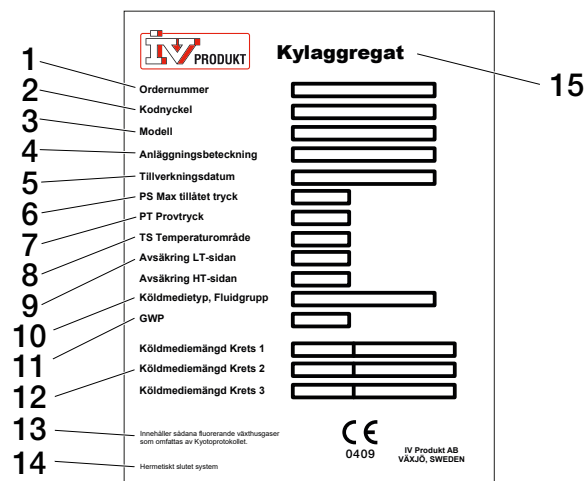 IV
PRODUKT
Kylaggregat
15
1
Ordernummer
2
Kodnyckel
3
Modell
4
Anläggningsbeteckning
5
Tillverkningsdatum
6
PS Max tillåtet tryck
7
PT Provtryck
8
TS Temperaturområde
9
Avsäkring LT-sidan
Avsäkring HT-sidan
10
Köldmedietyp, Fluidgrupp
11
GWP
Köldmediemängd Krets 1
12
Köldmediemängd Krets 2
Köldmediemängd Krets 3
13
Innehåller sådana fluorerande växthusgaser
som omfattas av Kyotoprotokollet.
14
Hermetiskt slutet system
CE
0409
IV Produkt AB
VÄXJÖ, SWEDEN